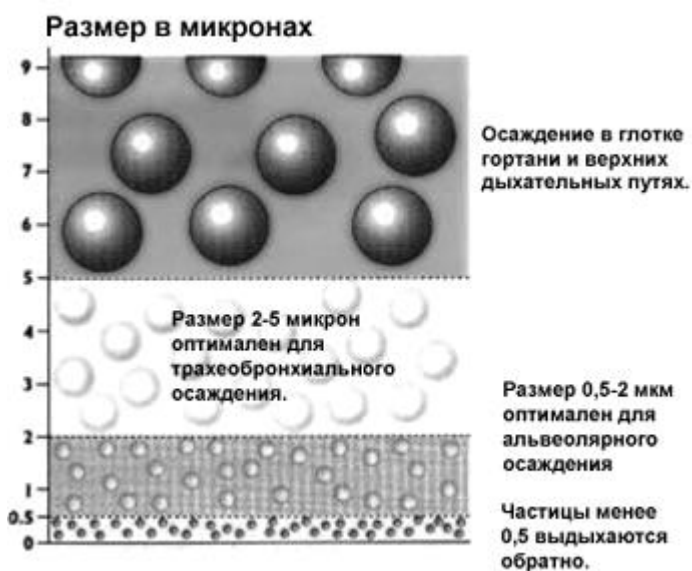 Размер в микронах
9
8
7
6
5
4
3
2
1
0.5
0
Осаждение в глотке
гортани и верхних
дыхательных путях.
Размер 2-5 микрон
оптимален для
трахеобронхиального
осаждения.
Размер 0,5-2 мкм
оптимален для
альвеолярного
осаждения
Частицы менее
0,5 выдыхаются
обратно.